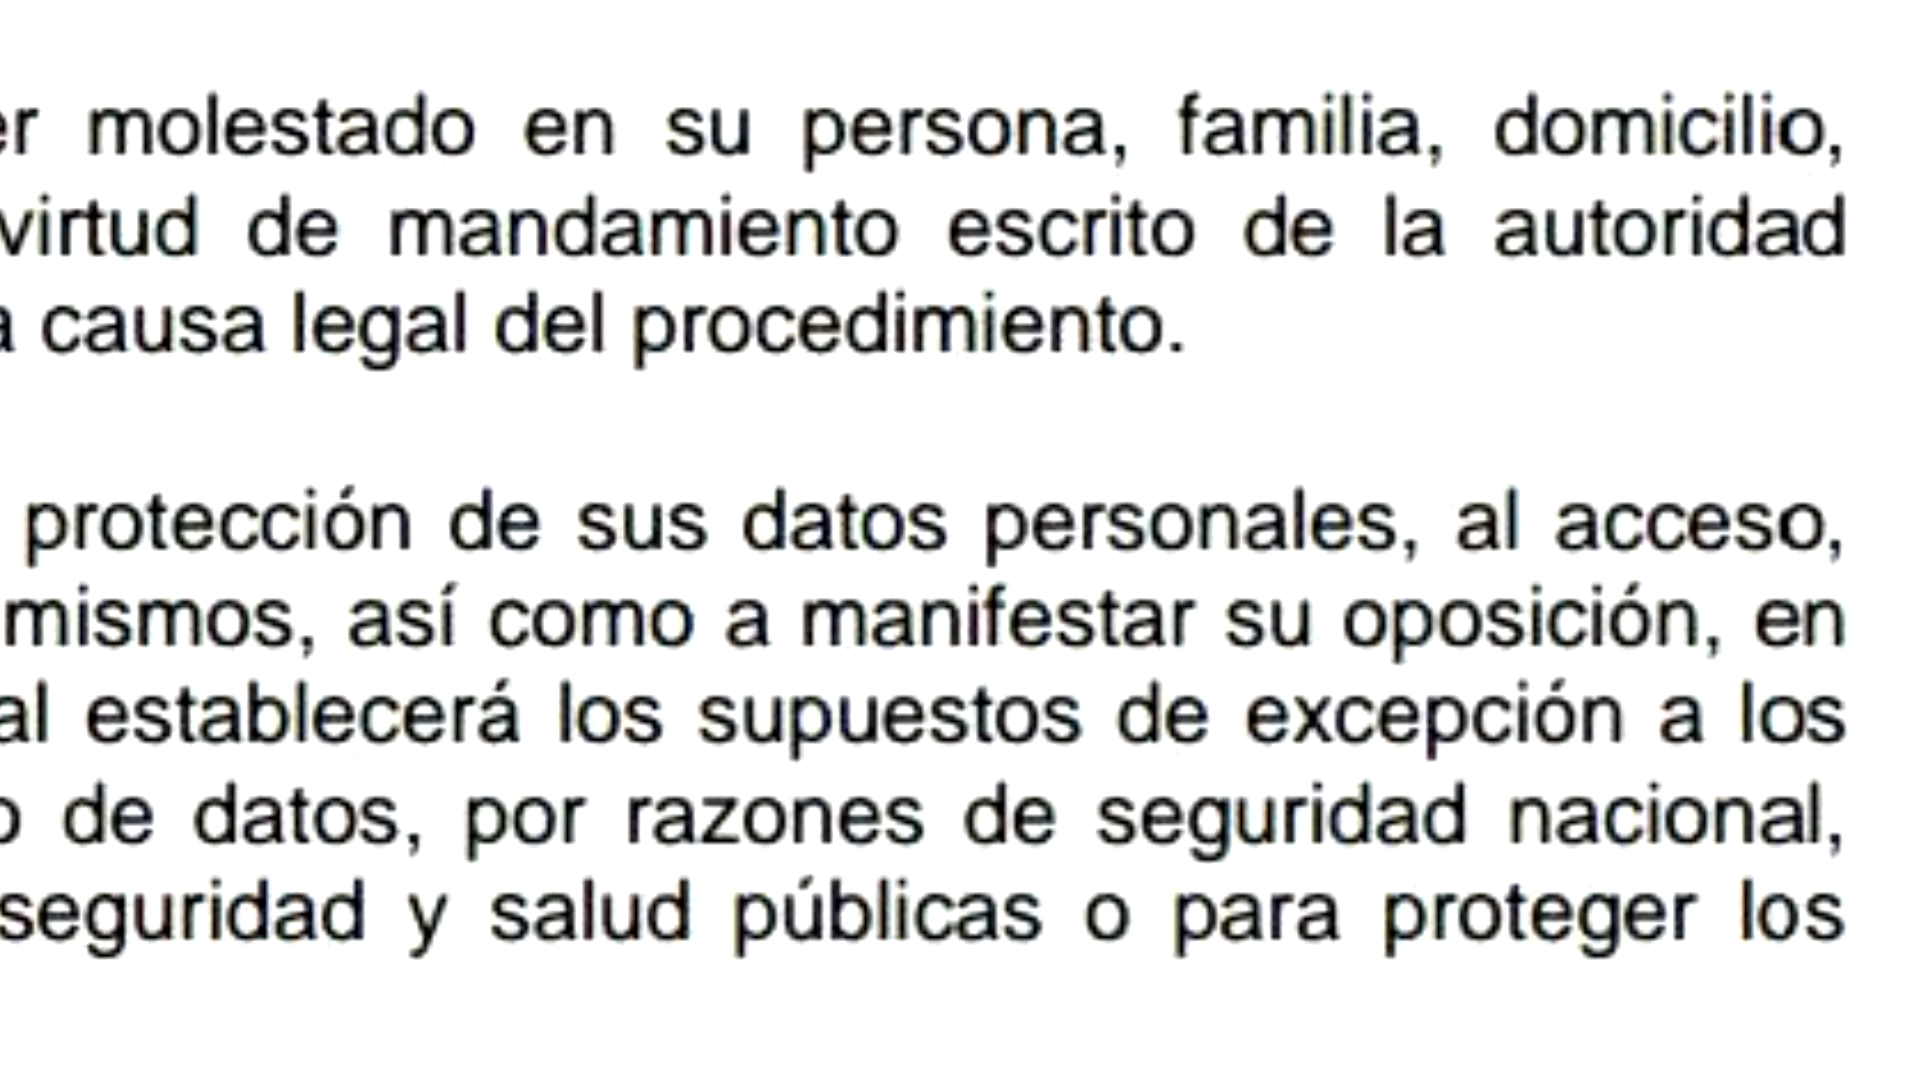 er molestado en su persona, familia, domicilio,
virtud de mandamiento escrito de la autoridad
a causa legal del procedimiento.
protección de sus datos personales, al acceso,
mismos, así como a manifestar su oposición, en
al establecerá los supuestos de excepción a los
o de datos, por razones de seguridad nacional,
seguridad y salud públicas o para proteger los